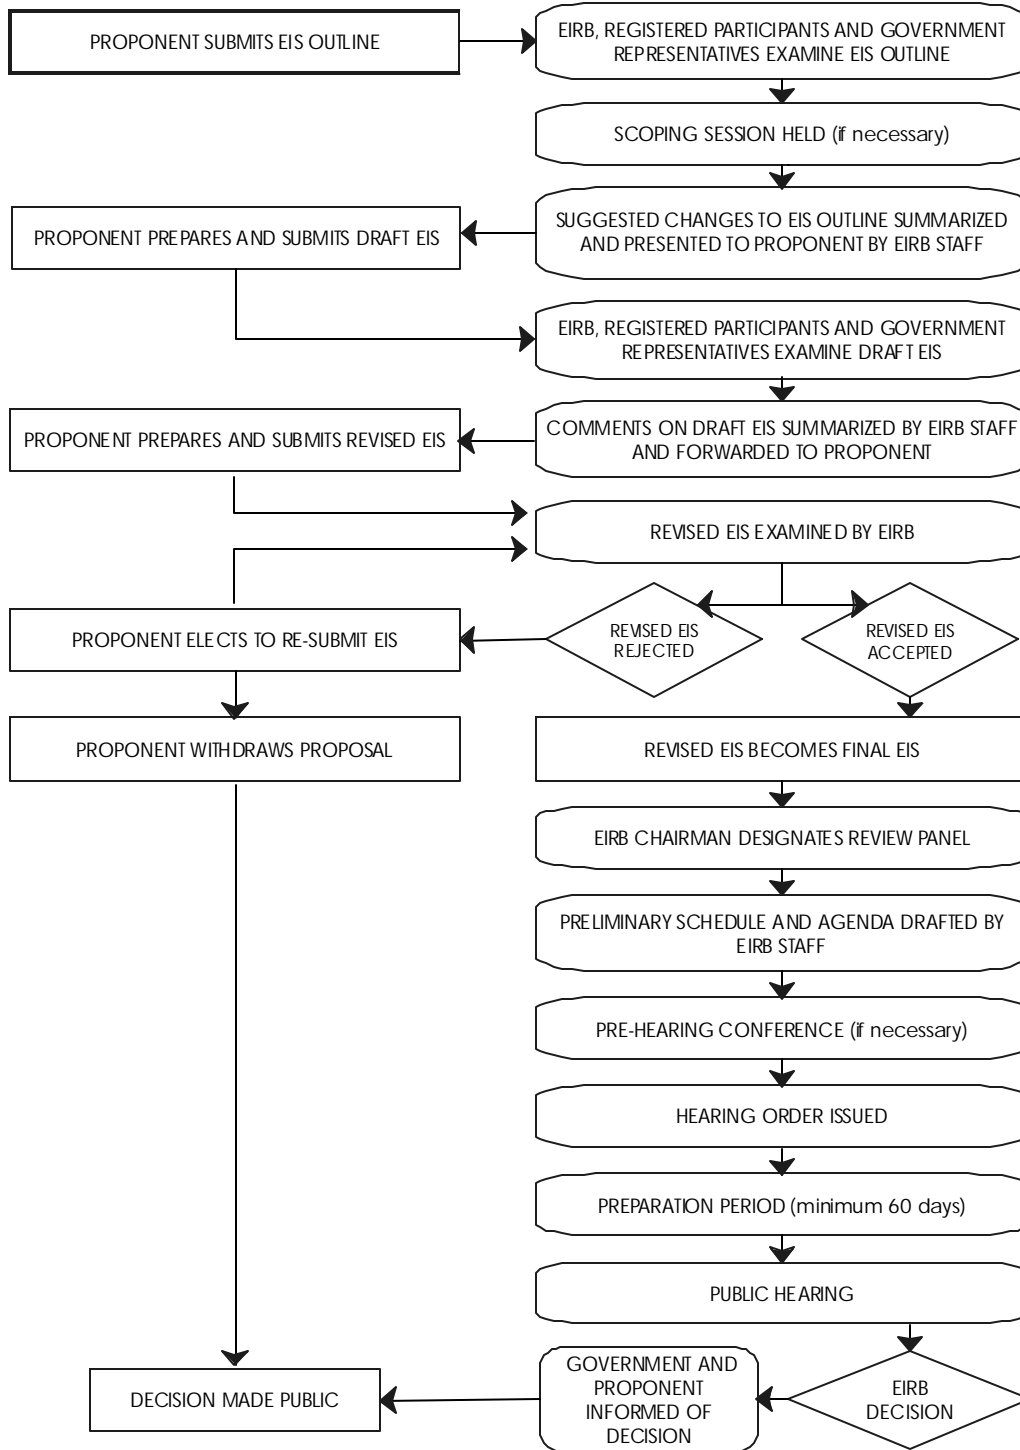 PROPONENT SUBMITS EIS OUTLINE
EIRB, REGISTERED PARTICIPANTS AND GOVERNMENT
REPRESENTATIVES EXAMINE EIS OUTLINE
SCOPING SESSION HELD (if necessary)
SUGGESTED CHANGES TO EIS OUTLINE SUMMARIZED
AND PRESENTED TO PROPONENT BY EIRB STAFF
PROPONENT PREPARES AND SUBMITS DRAFT EIS
EIRB, REGISTERED PARTICIPANTS AND GOVERNMENT
REPRESENTATIVES EXAMINE DRAFT EIS
COMMENTS ON DRAFT EIS SUMMARIZED BY EIRB STAFF
AND FORWARDED TO PROPONENT
PROPONENT PREPARES AND SUBMITS REVISED EIS
REVISED EIS EXAMINED BY EIRB
REVISED EIS
REJECTED
REVISED EIS
ACCEPTED
PROPONENT ELECTS TO RE-SUBMIT EIS
PROPONENT WITHDRAWS PROPOSAL
REVISED EIS BECOMES FINAL EIS
EIRB CHAIRMAN DESIGNATES REVIEW PANEL
PRELIMINARY SCHEDULE AND AGENDA DRAFTED BY
EIRB STAFF
PRE-HEARING CONFERENCE (if necessary)
HEARING ORDER ISSUED
PREPARATION PERIOD (minimum 60 days)
PUBLIC HEARING
EIRB
DECISION
GOVERNMENT AND
PROPONENT
INFORMED OF
DECISION
DECISION MADE PUBLIC